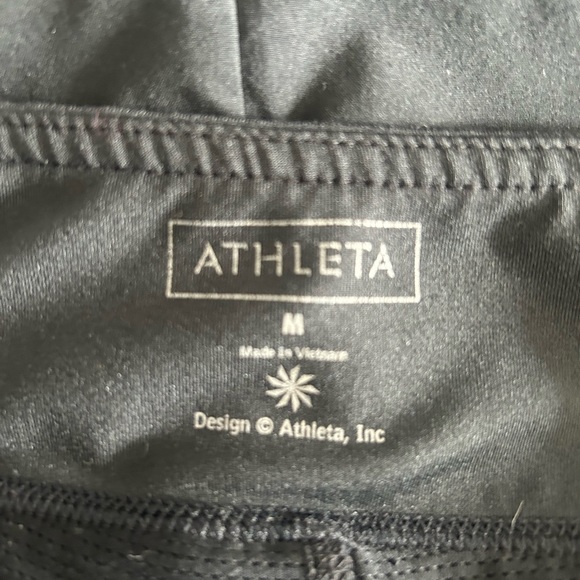 ATHLETA
M
Made in Vietnam
Design © Athleta, Inc